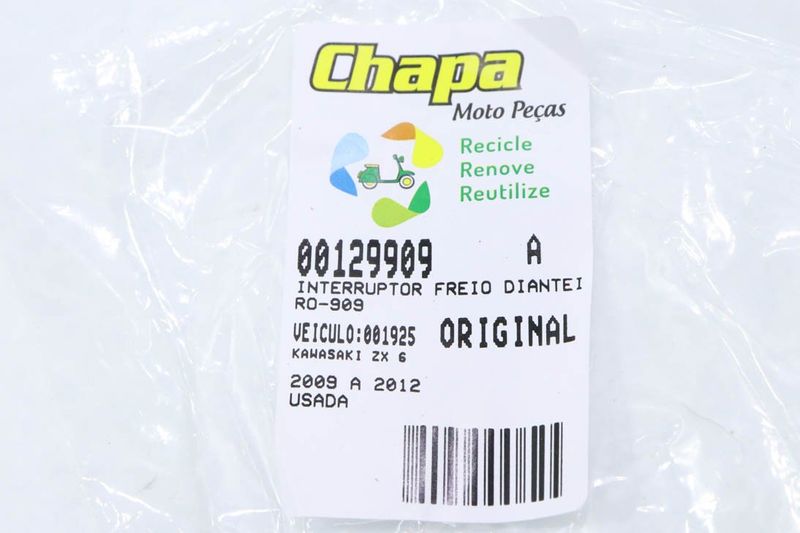 Chapa
Moto Peças
Recicle
Renove
Reutilize
00129909 A
INTERRUPTOR FREIO DIANTEI
RO-909
VEICULO:001925 ORIGINAL
KAWASAKI ZX 6
2009 A 2012
USADA